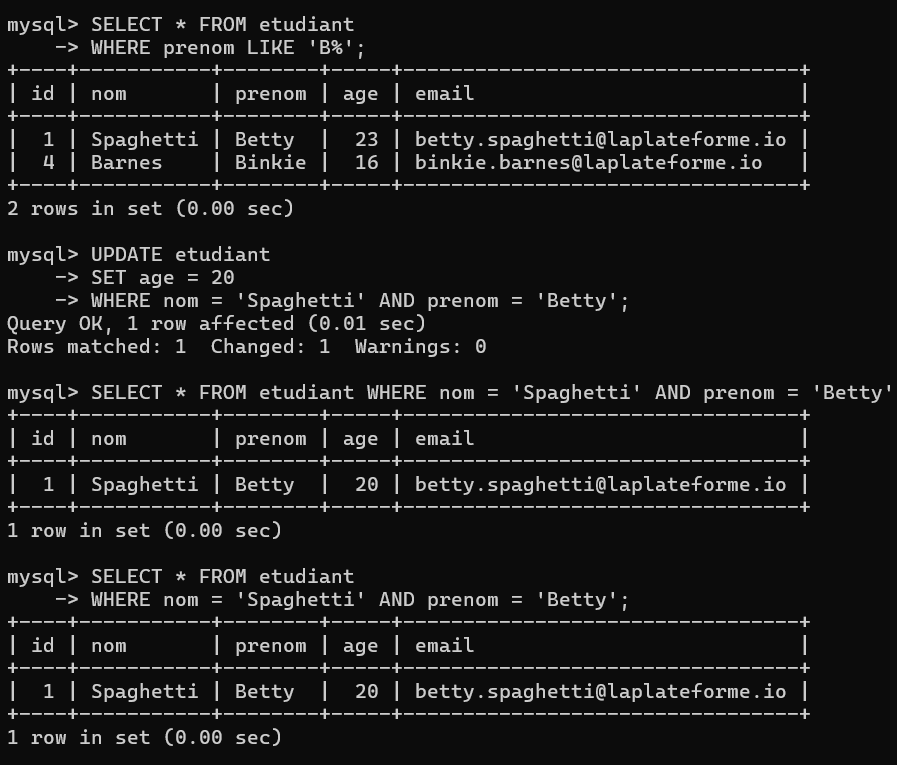 mysql> SELECT * FROM etudiant
    -> WHERE prenom LIKE 'B%';
+----+-----------+--------+-----+---------------------------------+
| id | nom       | prenom | age | email                           |
+----+-----------+--------+-----+---------------------------------+
|  1 | Spaghetti | Betty  |  23 | betty.spaghetti@laplateforme.io |
|  4 | Barnes    | Binkie |  16 | binkie.barnes@laplateforme.io   |
+----+-----------+--------+-----+---------------------------------+
2 rows in set (0.00 sec)

mysql> UPDATE etudiant
    -> SET age = 20
    -> WHERE nom = 'Spaghetti' AND prenom = 'Betty';
Query OK, 1 row affected (0.01 sec)
Rows matched: 1  Changed: 1  Warnings: 0

mysql> SELECT * FROM etudiant WHERE nom = 'Spaghetti' AND prenom = 'Betty'
+----+-----------+--------+-----+---------------------------------+
| id | nom       | prenom | age | email                           |
+----+-----------+--------+-----+---------------------------------+
|  1 | Spaghetti | Betty  |  20 | betty.spaghetti@laplateforme.io |
+----+-----------+--------+-----+---------------------------------+
1 row in set (0.00 sec)

mysql> SELECT * FROM etudiant
    -> WHERE nom = 'Spaghetti' AND prenom = 'Betty';
+----+-----------+--------+-----+---------------------------------+
| id | nom       | prenom | age | email                           |
+----+-----------+--------+-----+---------------------------------+
|  1 | Spaghetti | Betty  |  20 | betty.spaghetti@laplateforme.io |
+----+-----------+--------+-----+---------------------------------+
1 row in set (0.00 sec)